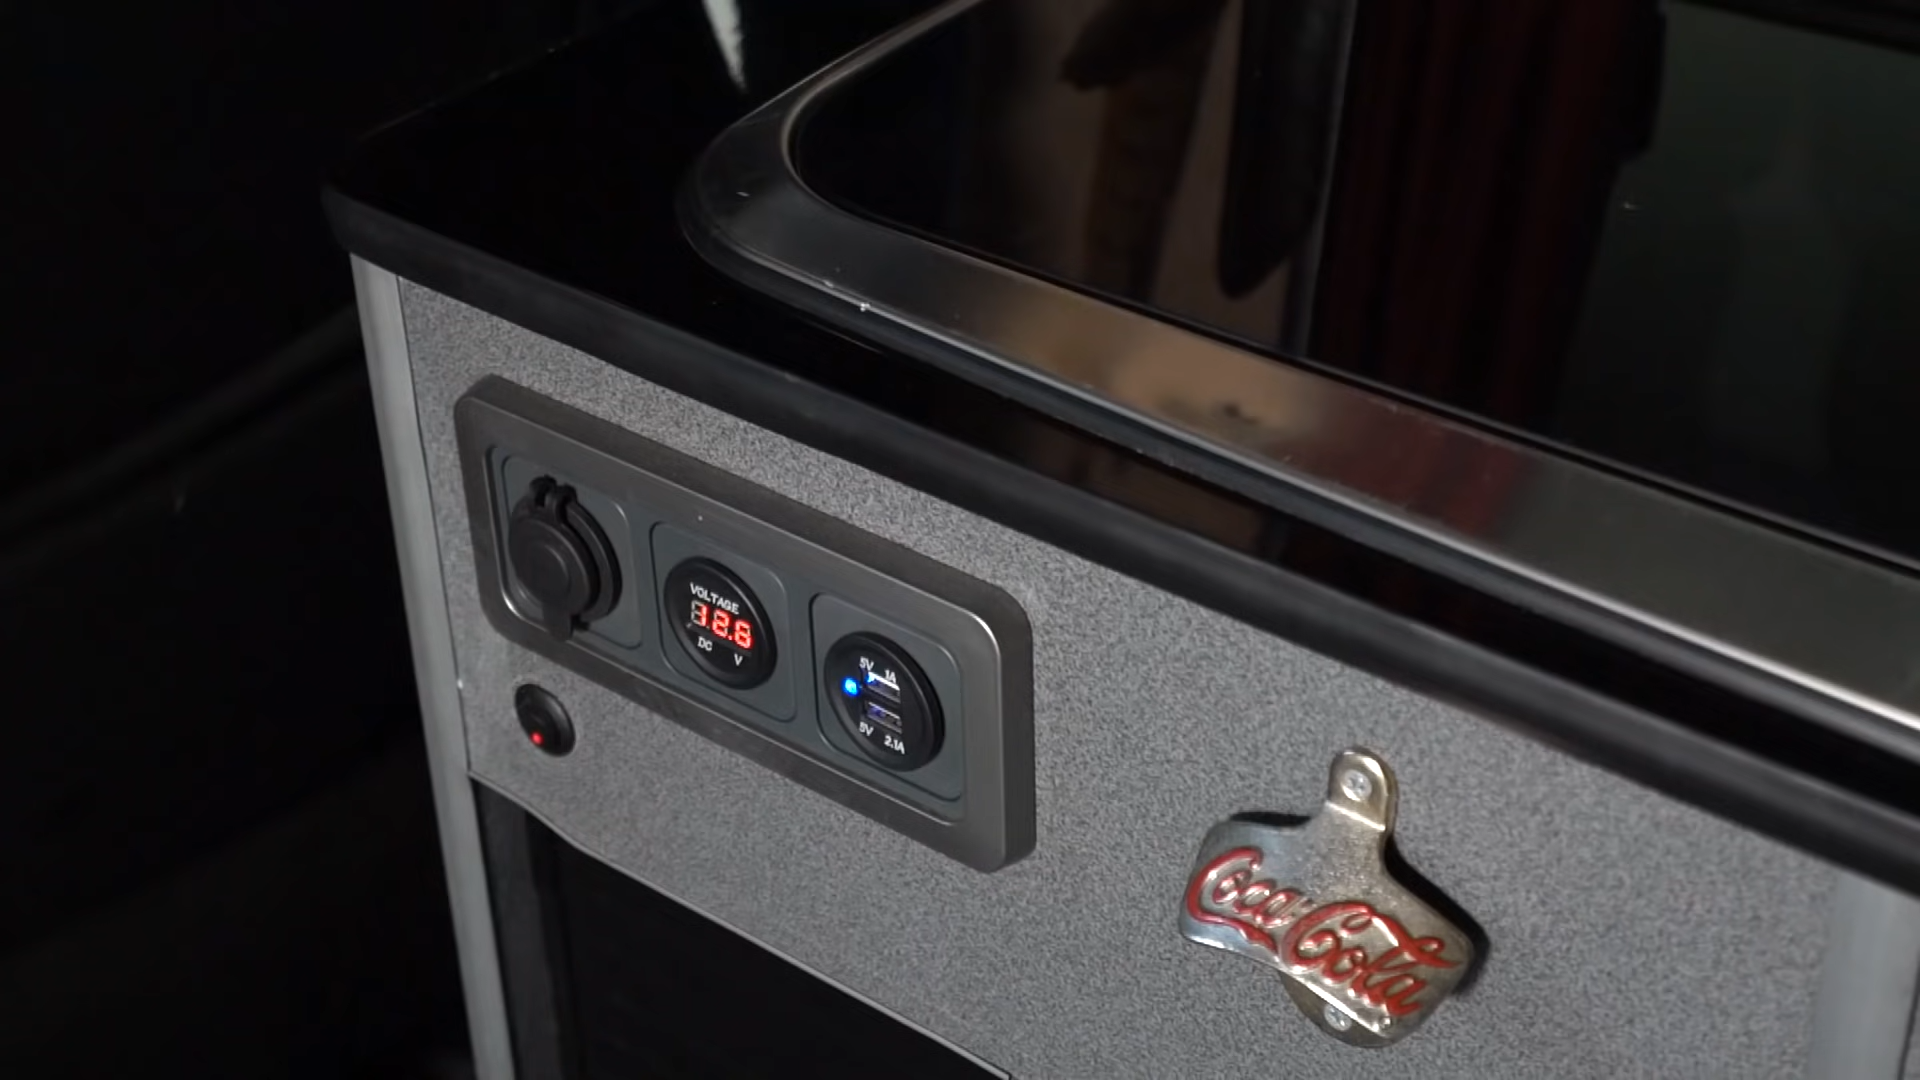 VOLTAGE
DC V
5V 1A
5V 2.1A
Coca-Cola